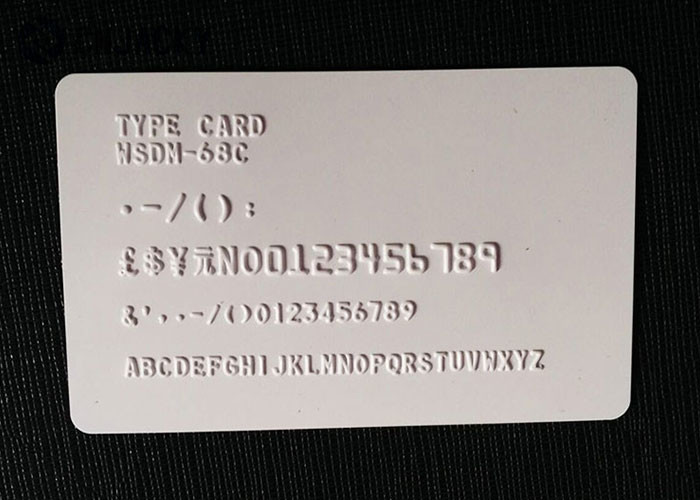 TYPE CARD
WSDM-68C
·-/():
£$¥元NO0123456789
&'.,·-/()0123456789
ABCDEFGHIJKLMNOPQRSTUVWXYZ